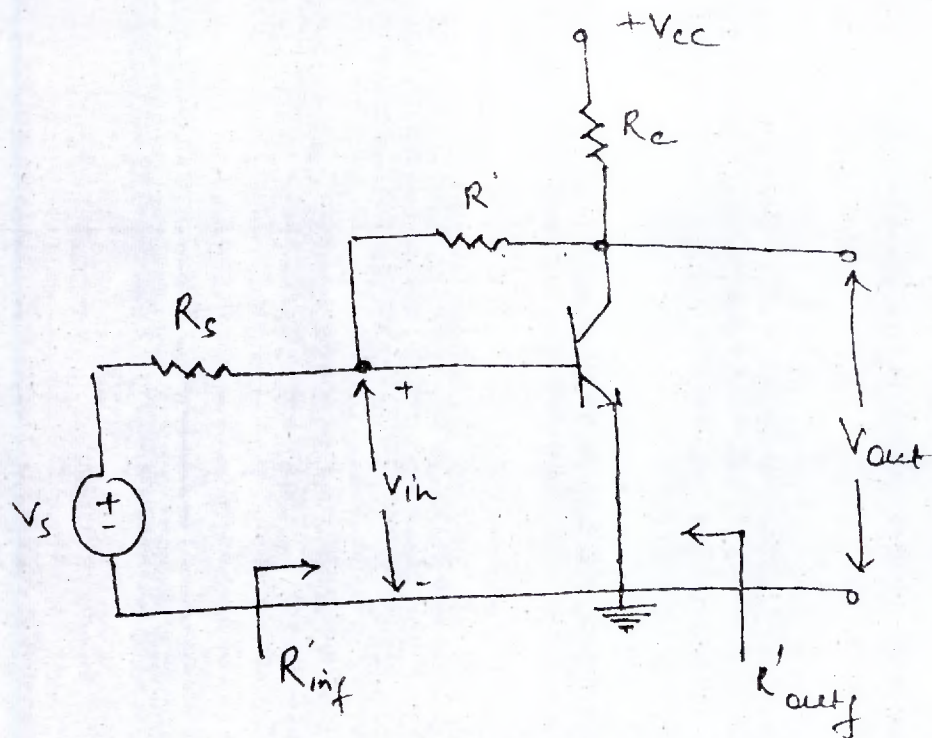 +Vcc
Rc
R'
Rs
+
Vs
+
-
Vin
-
Vout
R'inf
R'outf